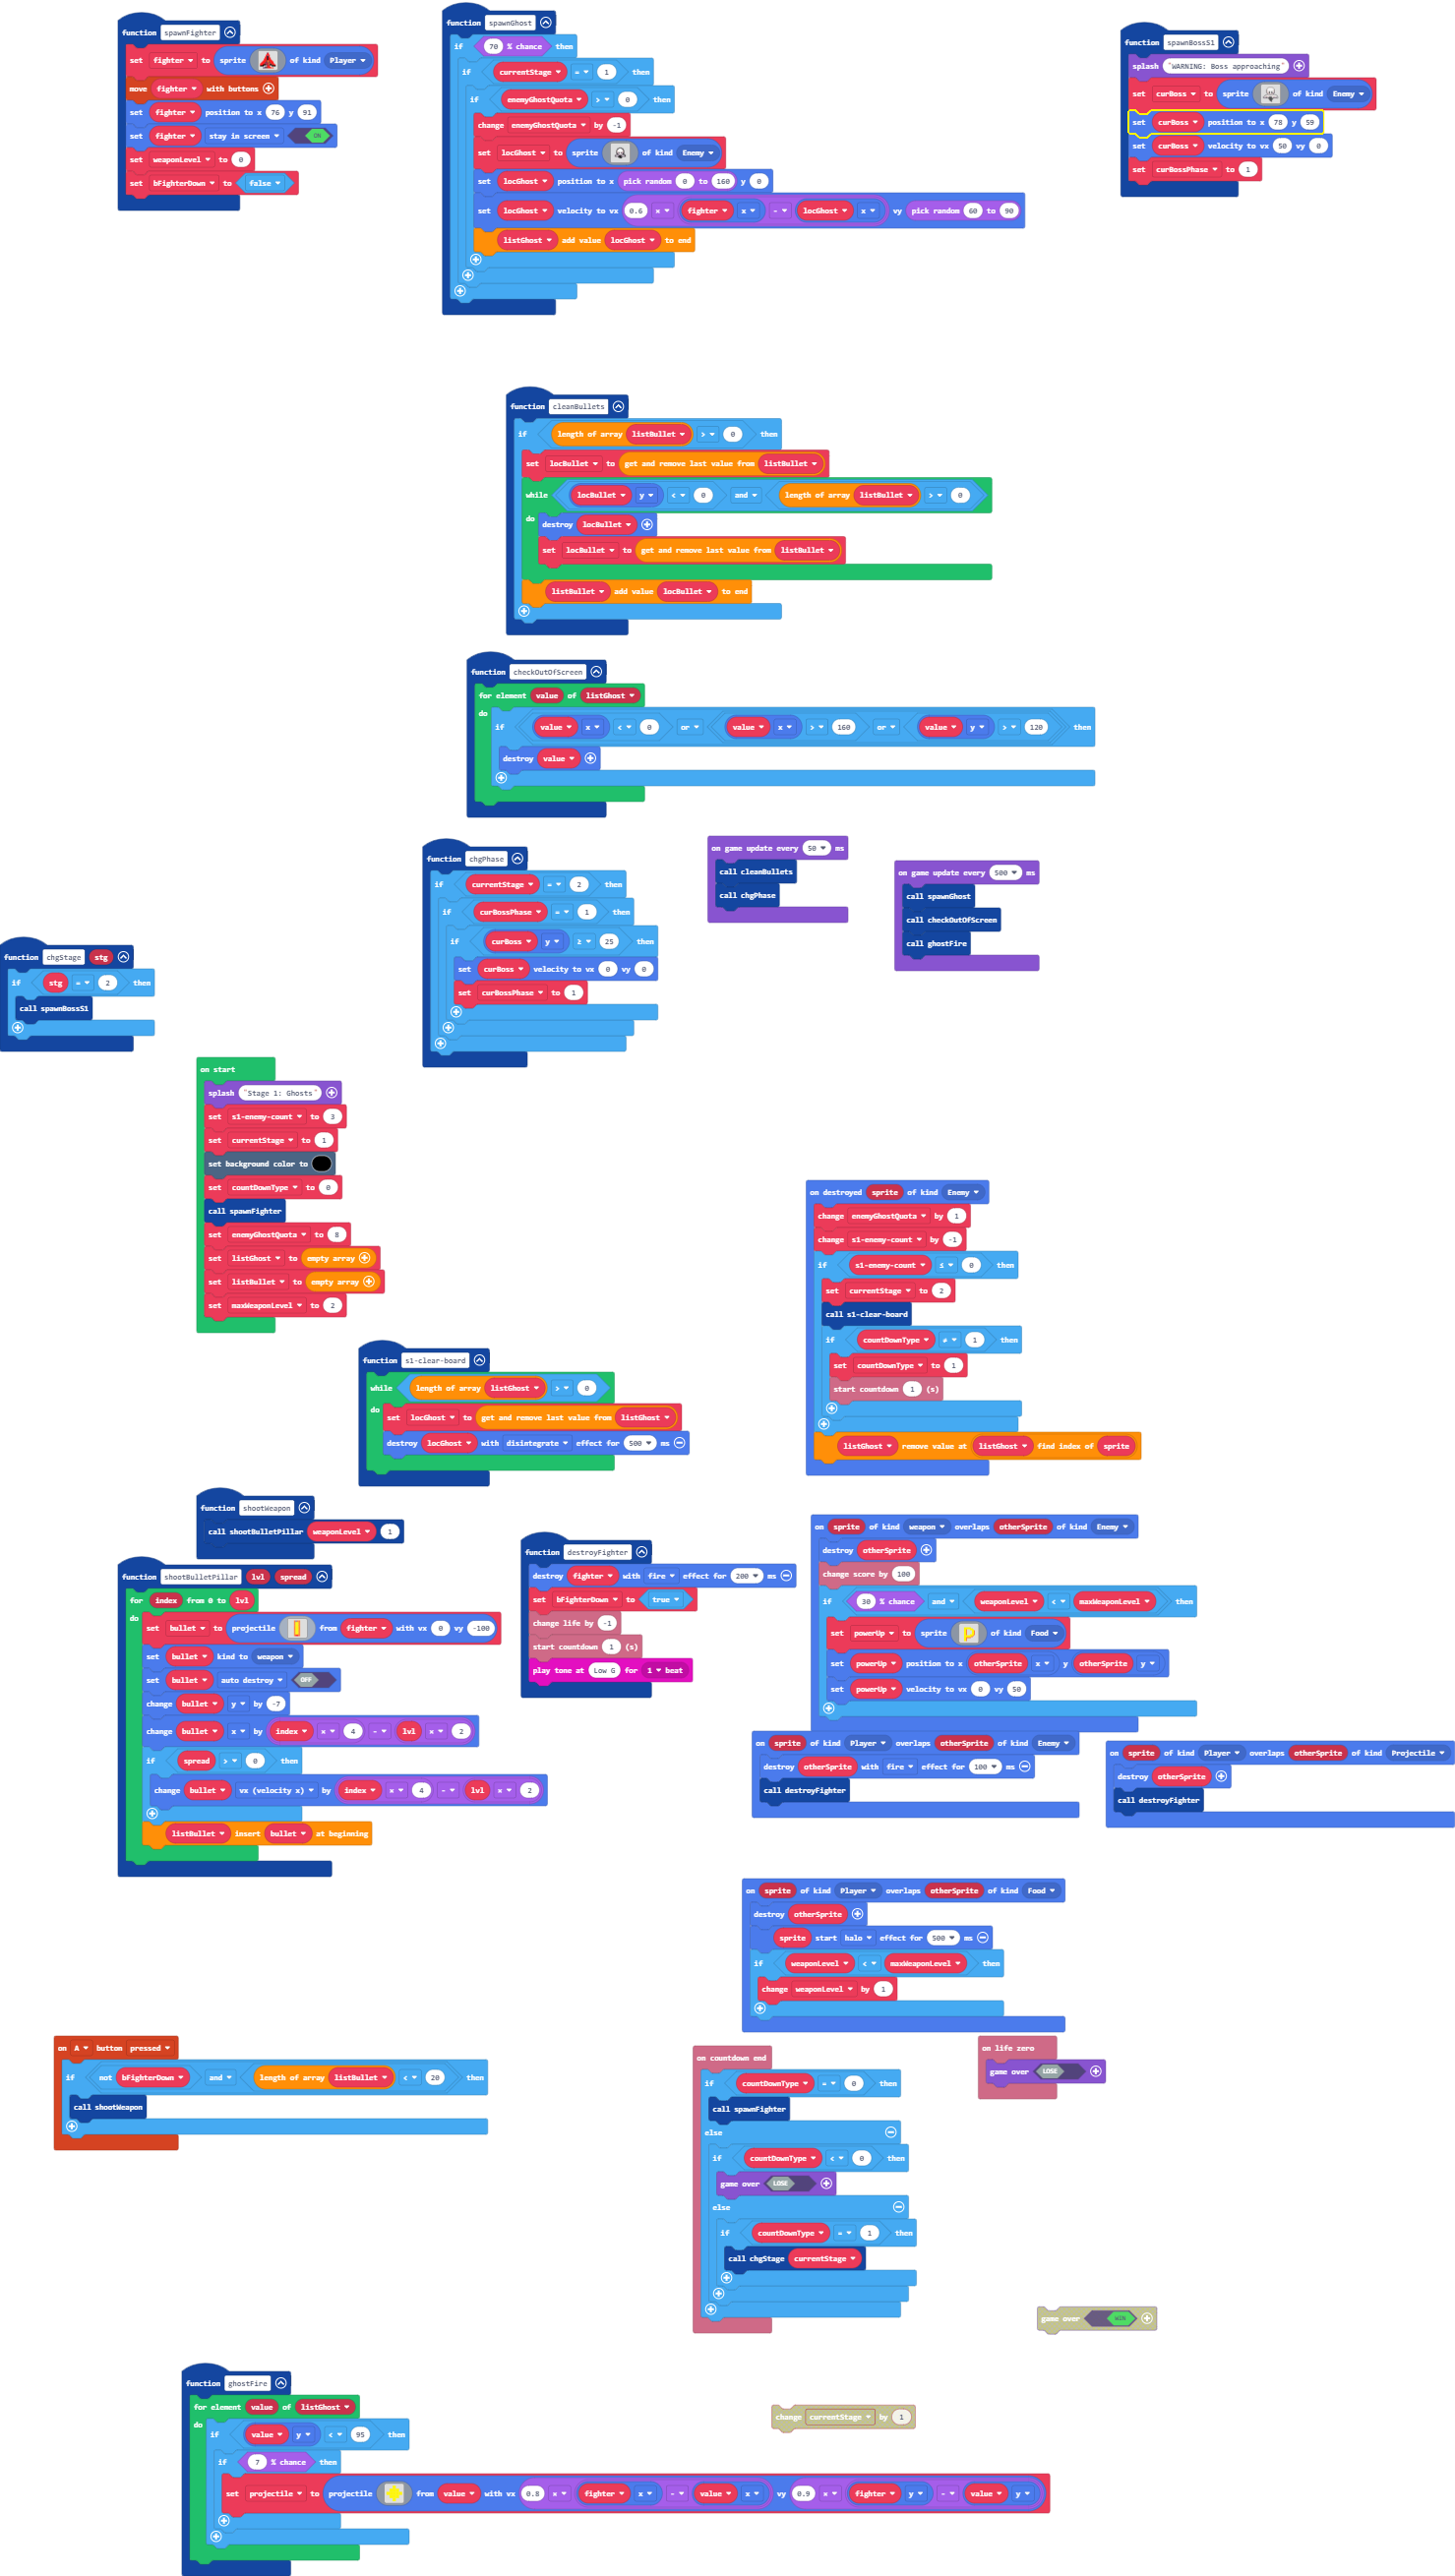 function spawnFighter
set fighter to sprite of kind Player
move fighter with buttons
set fighter position to x 76 y 91
set fighter stay in screen ON
set weaponLevel to 0
set bFighterDown to false
function spawnGhost
if 70 % chance then
if currentStage = 1 then
if enemyGhostQuota > 0 then
change enemyGhostQuota by -1
set locGhost to sprite of kind Enemy
set locGhost position to x pick random 0 to 160 y 0
set locGhost velocity to vx 0.6 × fighter x - locGhost x vy pick random 60 to 90
listGhost add value locGhost to end
function spawnBossS1
splash "WARNING: Boss approaching"
set curBoss to sprite of kind Enemy
set curBoss position to x 78 y 59
set curBoss velocity to vx 50 vy 0
set curBossPhase to 1
function cleanBullets
if length of array listBullet > 0 then
set locBullet to get and remove last value from listBullet
while locBullet y < 0 and length of array listBullet > 0
do destroy locBullet
set locBullet to get and remove last value from listBullet
listBullet add value locBullet to end
function checkOutOfScreen
for element value of listGhost
do
if value x < 0 or value x > 160 or value y > 120 then
destroy value
function chgPhase
if currentStage = 2 then
if curBossPhase = 1 then
if curBoss y ≥ 25 then
set curBoss velocity to vx 0 vy 0
set curBossPhase to 1
on game update every 50 ms
call cleanBullets
call chgPhase
on game update every 500 ms
call spawnGhost
call checkOutOfScreen
call ghostFire
function chgStage stg
if stg = 2 then
call spawnBossS1
on start
splash "Stage 1: Ghosts"
set s1-enemy-count to 3
set currentStage to 1
set background color to
set countDownType to 0
call spawnFighter
set enemyGhostQuota to 8
set listGhost to empty array
set listBullet to empty array
set maxWeaponLevel to 2
on destroyed sprite of kind Enemy
change enemyGhostQuota by 1
change s1-enemy-count by -1
if s1-enemy-count ≤ 0 then
set currentStage to 2
call s1-clear-board
if countDownType ≠ 1 then
set countDownType to 1
start countdown 1 (s)
listGhost remove value at listGhost find index of sprite
function s1-clear-board
while length of array listGhost > 0
do
set locGhost to get and remove last value from listGhost
destroy locGhost with disintegrate effect for 500 ms
function shootWeapon
call shootBulletPillar weaponLevel 1
function shootBulletPillar lvl spread
for index from 0 to lvl
do
set bullet to projectile from fighter with vx 0 vy -100
set bullet kind to weapon
set bullet auto destroy OFF
change bullet y by -7
change bullet x by index × 4 - lvl × 2
if spread > 0 then
change bullet vx (velocity x) by index × 4 - lvl × 2
listBullet insert bullet at beginning
function destroyFighter
destroy fighter with fire effect for 200 ms
set bFighterDown to true
change life by -1
start countdown 1 (s)
play tone at Low G for 1 beat
on sprite of kind weapon overlaps otherSprite of kind Enemy
destroy otherSprite
change score by 100
if 30 % chance and weaponLevel < maxWeaponLevel then
set powerUp to sprite of kind Food
set powerUp position to x otherSprite x y otherSprite y
set powerUp velocity to vx 0 vy 50
on sprite of kind Player overlaps otherSprite of kind Enemy
destroy otherSprite with fire effect for 100 ms
call destroyFighter
on sprite of kind Player overlaps otherSprite of kind Projectile
destroy otherSprite
call destroyFighter
on sprite of kind Player overlaps otherSprite of kind Food
destroy otherSprite
sprite start halo effect for 500 ms
if weaponLevel < maxWeaponLevel then
change weaponLevel by 1
on A button pressed
if not bFighterDown and length of array listBullet < 20 then
call shootWeapon
on countdown end
if countDownType = 0 then
call spawnFighter
else
if countDownType < 0 then
game over LOSE
else
if countDownType = 1 then
call chgStage currentStage
on life zero
game over LOSE
game over WIN
change currentStage by 1
function ghostFire
for element value of listGhost
do
if value y < 95 then
if 7 % chance then
set projectile to projectile from value with vx 0.8 × fighter x - value x vy 0.9 × fighter y - value y